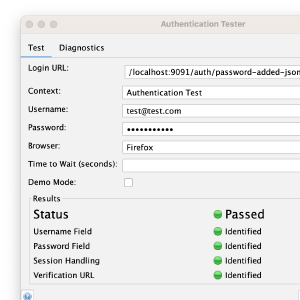 Authentication Tester
Test Diagnostics
Login URL: /localhost:9091/auth/password-added-json
Context: Authentication Test
Username: test@test.com
Password: •••••••••••
Browser: Firefox
Time to Wait (seconds):
Demo Mode:
Results
Status Passed
Username Field Identified
Password Field Identified
Session Handling Identified
Verification URL Identified